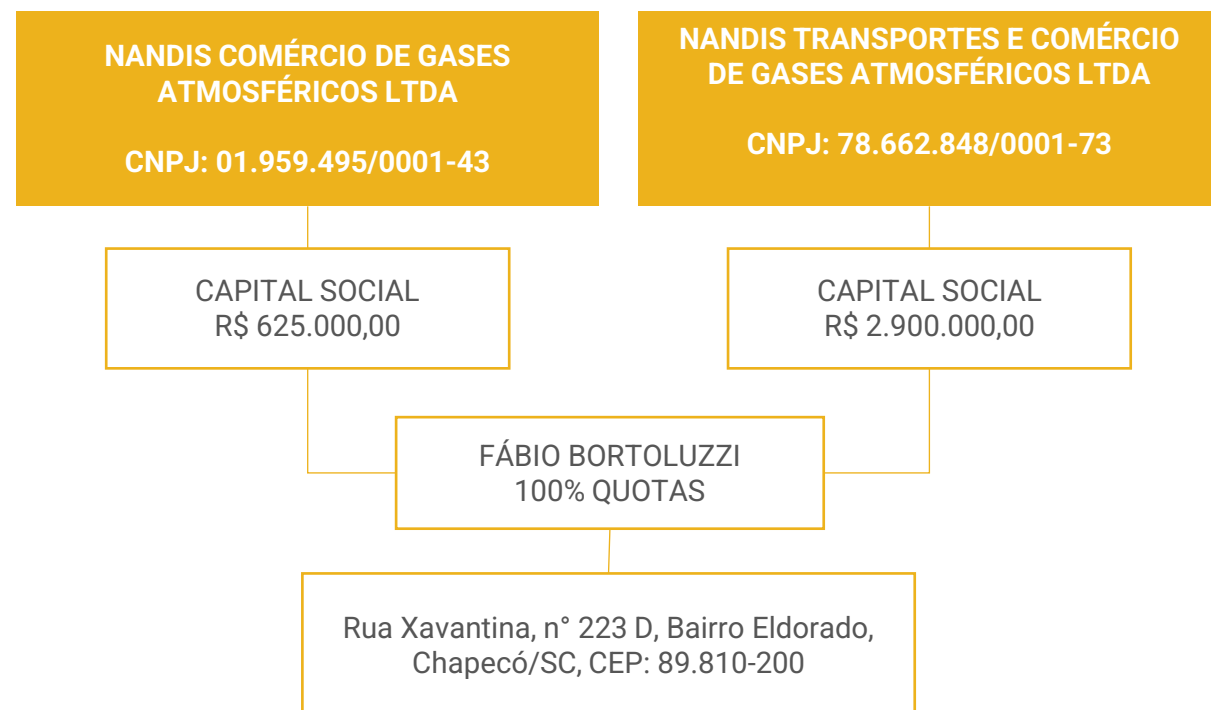 NANDIS COMÉRCIO DE GASES
ATMOSFÉRICOS LTDA
CNPJ: 01.959.495/0001-43
NANDIS TRANSPORTES E COMÉRCIO
DE GASES ATMOSFÉRICOS LTDA
CNPJ: 78.662.848/0001-73
CAPITAL SOCIAL
R$ 625.000,00
CAPITAL SOCIAL
R$ 2.900.000,00
FÁBIO BORTOLUZZI
100% QUOTAS
Rua Xavantina, n° 223 D, Bairro Eldorado,
Chapecó/SC, CEP: 89.810-200